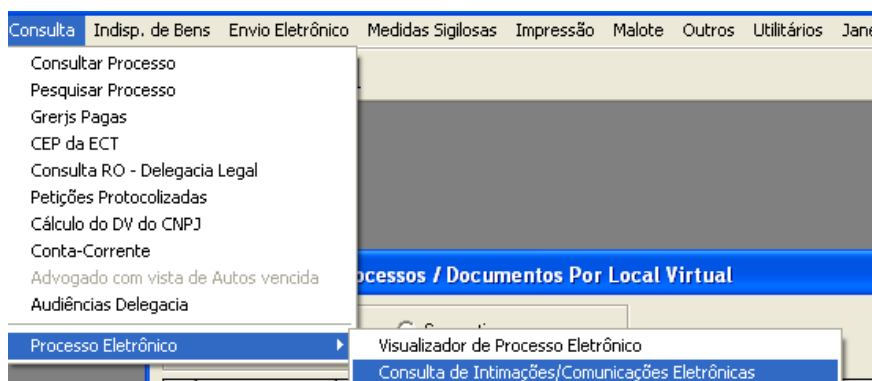 Consulta Indisp. de Bens Envio Eletrônico Medidas Sigilosas Impressão Malote Outros Utilitários
Consultar Processo
Pesquisar Processo
Grerjs Pagas
CEP da ECT
Consulta RO - Delegacia Legal
Petições Protocolizadas
Cálculo do DV do CNPJ
Conta-Corrente
Advogado com vista de Autos vencida
ocessos / Documentos Por Local Virtual
Audiências Delegacia
Processo Eletrônico
Visualizador de Processo Eletrônico
Consulta de Intimações/Comunicações Eletrônicas